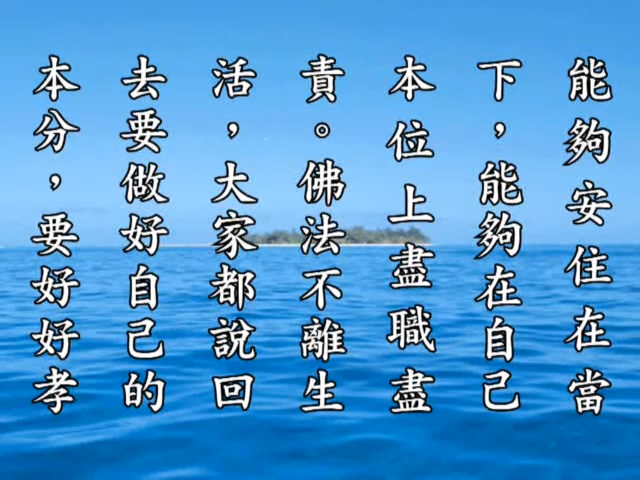 能夠安住在當
下，能夠在自己
本位上盡職盡
責。佛法不離生
活，大家都說回
去要做好自己的
本分，要好好孝